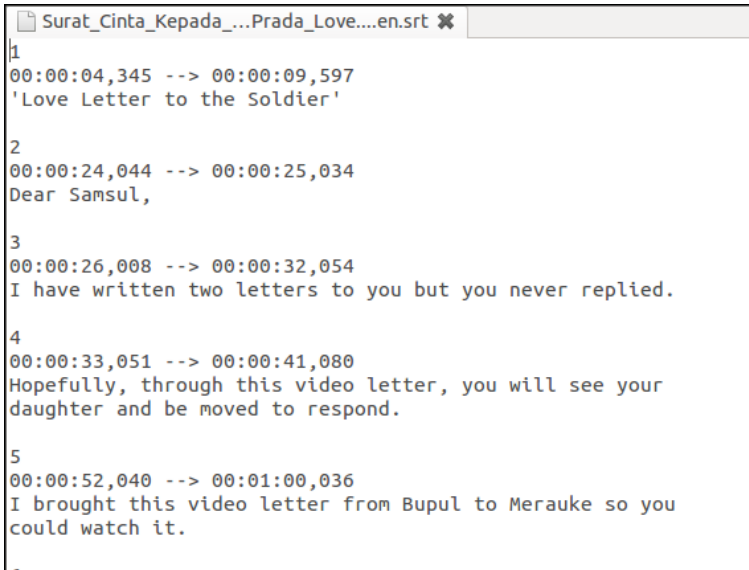 Surat_Cinta_Kepada_...Prada_Love....en.srt
1
00:00:04,345 --> 00:00:09,597
'Love Letter to the Soldier'
2
00:00:24,044 --> 00:00:25,034
Dear Samsul,
3
00:00:26,008 --> 00:00:32,054
I have written two letters to you but you never replied.
4
00:00:33,051 --> 00:00:41,080
Hopefully, through this video letter, you will see your
daughter and be moved to respond.
5
00:00:52,040 --> 00:01:00,036
I brought this video letter from Bupul to Merauke so you
could watch it.